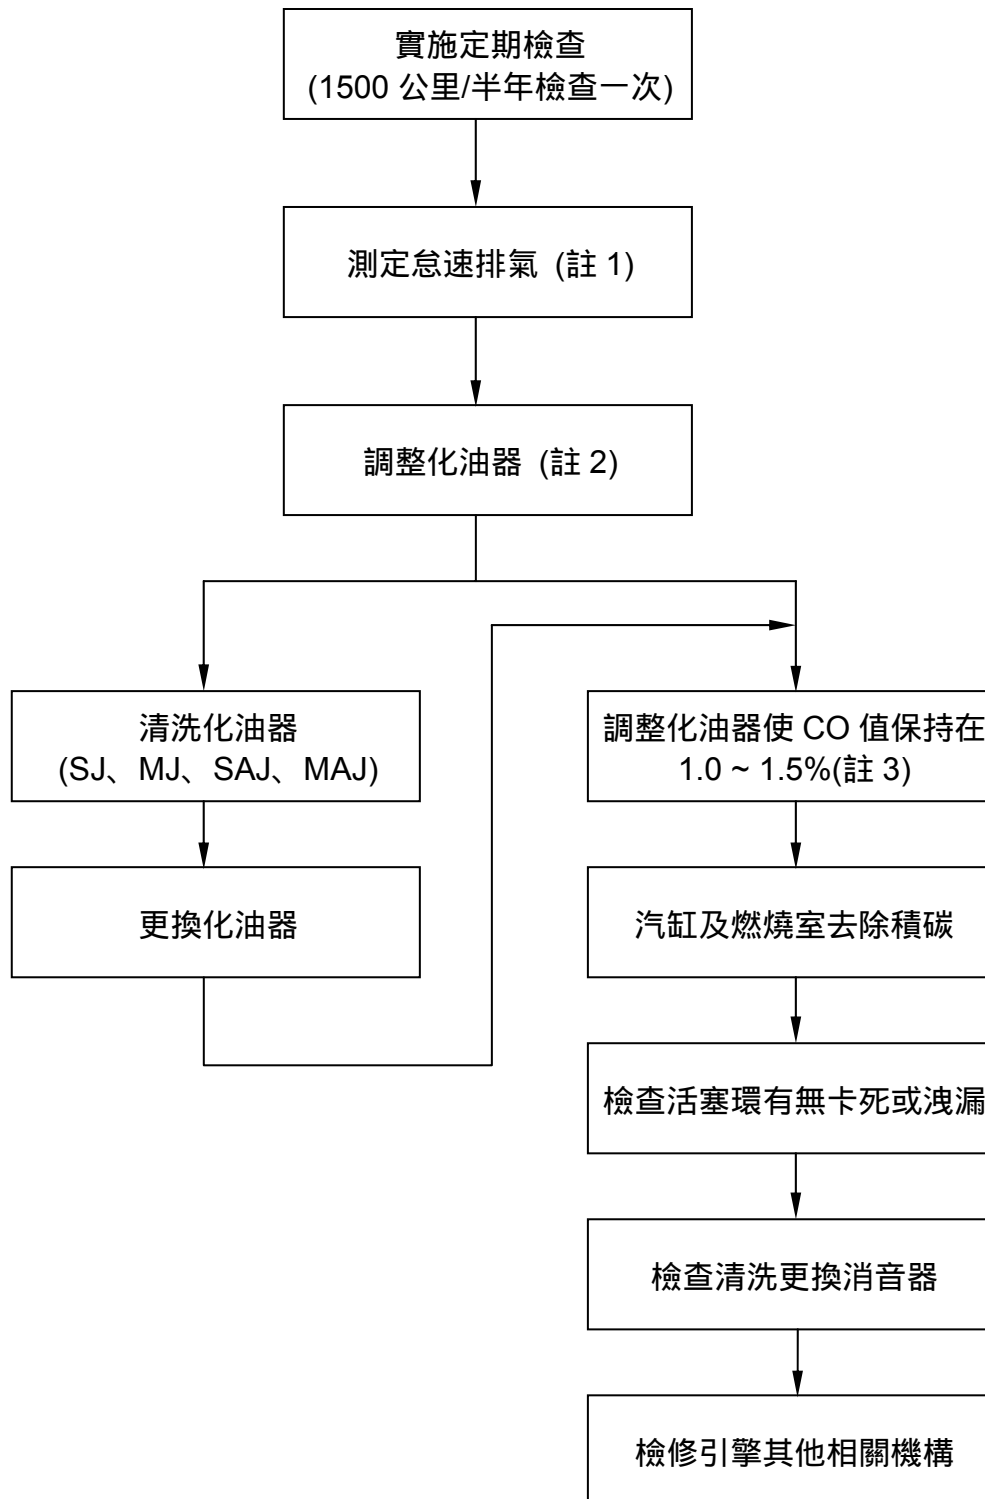 實施定期檢查
(1500 公里/半年檢查一次)
測定怠速排氣 (註 1)
調整化油器 (註 2)
清洗化油器
(SJ、MJ、SAJ、MAJ)
更換化油器
調整化油器使 CO 值保持在
1.0 ~ 1.5%(註 3)
汽缸及燃燒室去除積碳
檢查活塞環有無卡死或洩漏
檢查清洗更換消音器
檢修引擎其他相關機構